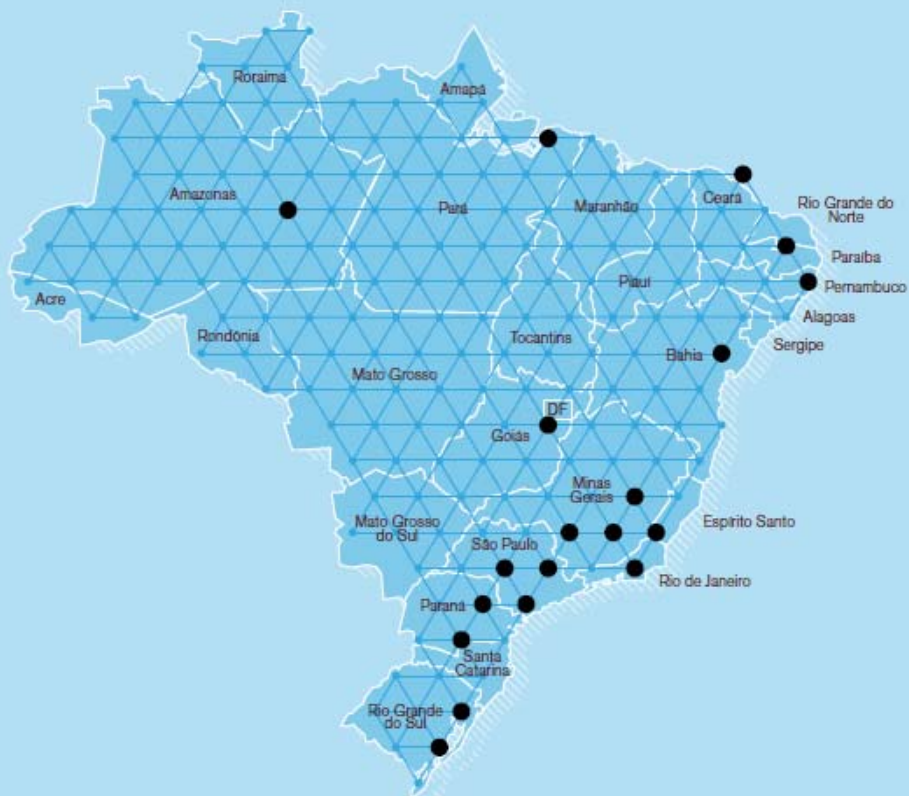 Roraima
Amapá
Amazonas
Pará
Maranhão
Ceará
Rio Grande do
Norte
Paraíba
Piauí
Pernambuco
Acre
Alagoas
Rondônia
Tocantins
Sergipe
Bahia
Mato Grosso
DF
Goiás
Minas
Gerais
Mato Grosso
do Sul
São Paulo
Espírito Santo
Rio de Janeiro
Paraná
Santa
Catarina
Rio Grande
do Sul